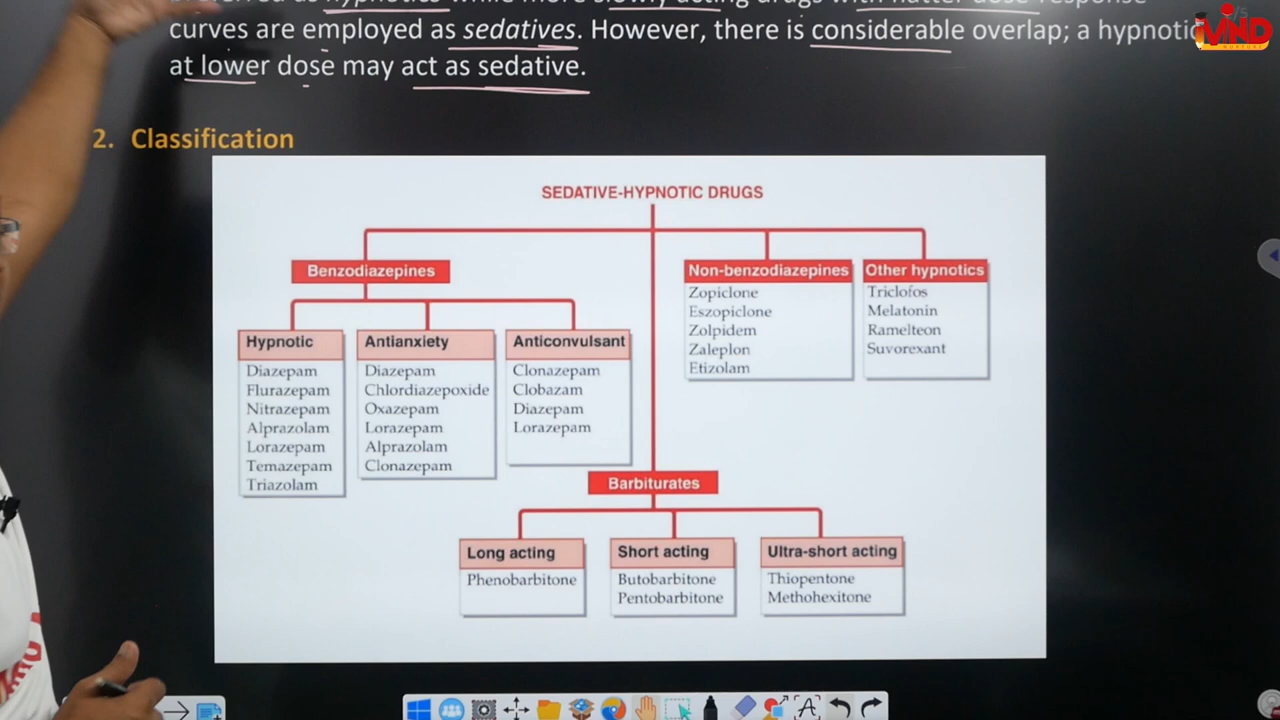 curves are employed as sedatives. However, there is considerable overlap; a hypnotic
at lower dose may act as sedative.
2. Classification
SEDATIVE-HYPNOTIC DRUGS
Benzodiazepines
Non-benzodiazepines
Zopiclone
Eszopiclone
Zolpidem
Zaleplon
Etizolam
Other hypnotics
Triclofos
Melatonin
Ramelteon
Suvorexant
Hypnotic
Diazepam
Flurazepam
Nitrazepam
Alprazolam
Lorazepam
Temazepam
Triazolam
Antianxiety
Diazepam
Chlordiazepoxide
Oxazepam
Lorazepam
Alprazolam
Clonazepam
Anticonvulsant
Clonazepam
Clobazam
Diazepam
Lorazepam
Barbiturates
Long acting
Phenobarbitone
Short acting
Butobarbitone
Pentobarbitone
Ultra-short acting
Thiopentone
Methohexitone